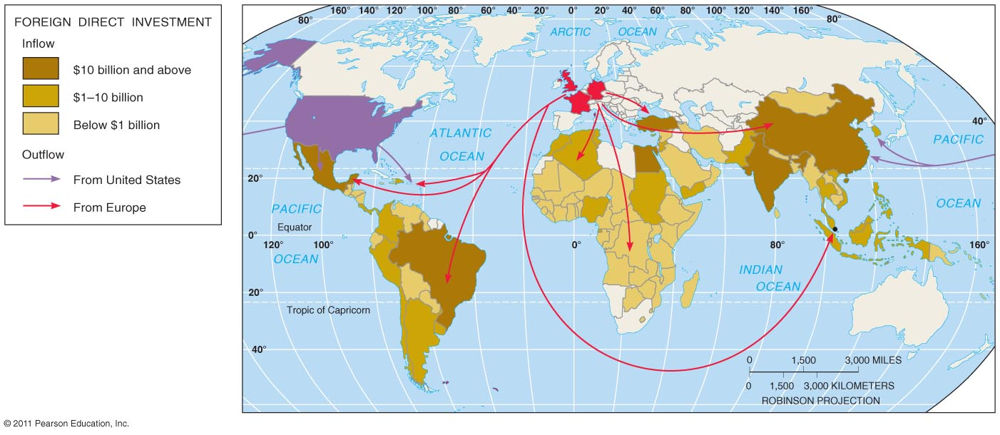 FOREIGN DIRECT INVESTMENT
Inflow
$10 billion and above
$1–10 billion
Below $1 billion
Outflow
From United States
From Europe
160° 140° 120° 100° 80° 60° 40° 20° 0° 20° 40° 60° 80° 100° 120° 140° 160°
80°
80°
ARCTIC OCEAN
40°
ATLANTIC
OCEAN
PACIFIC
20°
PACIFIC
OCEAN
Equator
0°
120° 100°
0°
80°
160°
OCEAN
INDIAN
OCEAN
20°
Tropic of Capricorn
40°
0 1,500 3,000 MILES
0 1,500 3,000 KILOMETERS
ROBINSON PROJECTION
© 2011 Pearson Education, Inc.